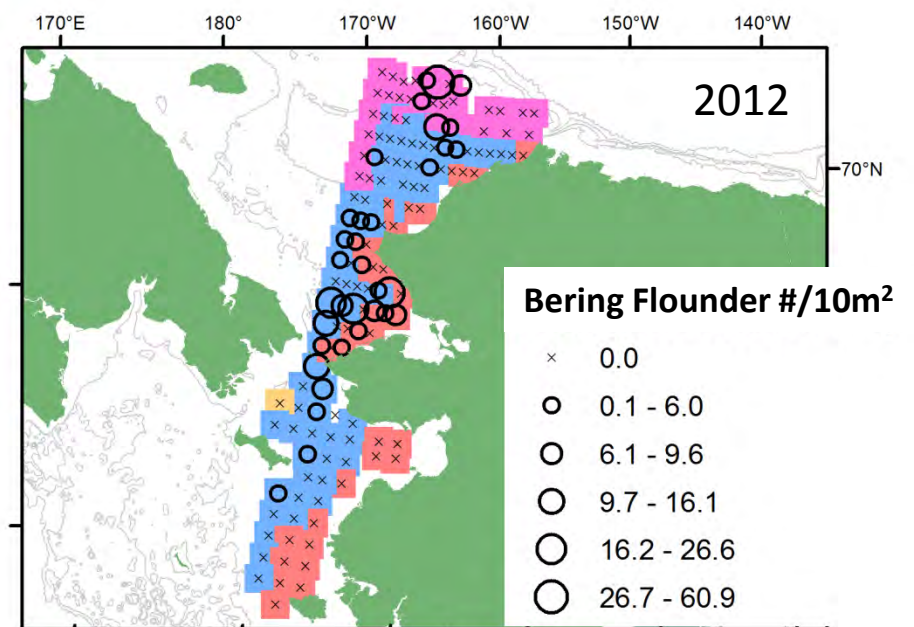 170°E 180° 170°W 160°W 150°W 140°W
2012
70°N
Bering Flounder #/10m²
0.0
0.1 - 6.0
6.1 - 9.6
9.7 - 16.1
16.2 - 26.6
26.7 - 60.9